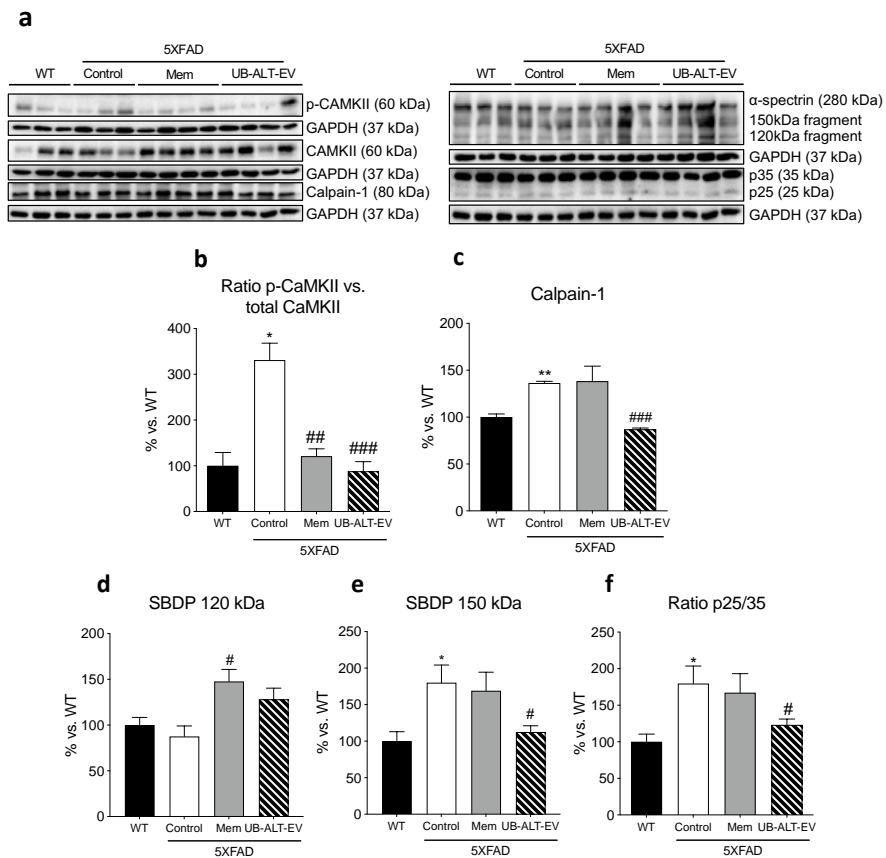 a
5XFAD
WT Control Mem UB-ALT-EV
p-CAMKII (60 kDa)
GAPDH (37 kDa)
CAMKII (60 kDa)
GAPDH (37 kDa)
Calpain-1 (80 kDa)
GAPDH (37 kDa)
5XFAD
WT Control Mem UB-ALT-EV
α-spectrin (280 kDa)
150kDa fragment
120kDa fragment
GAPDH (37 kDa)
p35 (35 kDa)
p25 (25 kDa)
GAPDH (37 kDa)
b
Ratio p-CaMKII vs.
total CaMKII
% vs. WT
400
300
200
100
0
*
##
###
WT Control Mem UB-ALT-EV
5XFAD
c
Calpain-1
% vs. WT
200
150
100
50
0
**
###
WT Control Mem UB-ALT-EV
5XFAD
d
SBDP 120 kDa
% vs. WT
200
150
100
50
0
#
WT Control Mem UB-ALT-EV
5XFAD
e
SBDP 150 kDa
% vs. WT
250
200
150
100
50
0
*
#
WT Control Mem UB-ALT-EV
5XFAD
f
Ratio p25/35
% vs. WT
250
200
150
100
50
0
*
#
WT Control Mem UB-ALT-EV
5XFAD